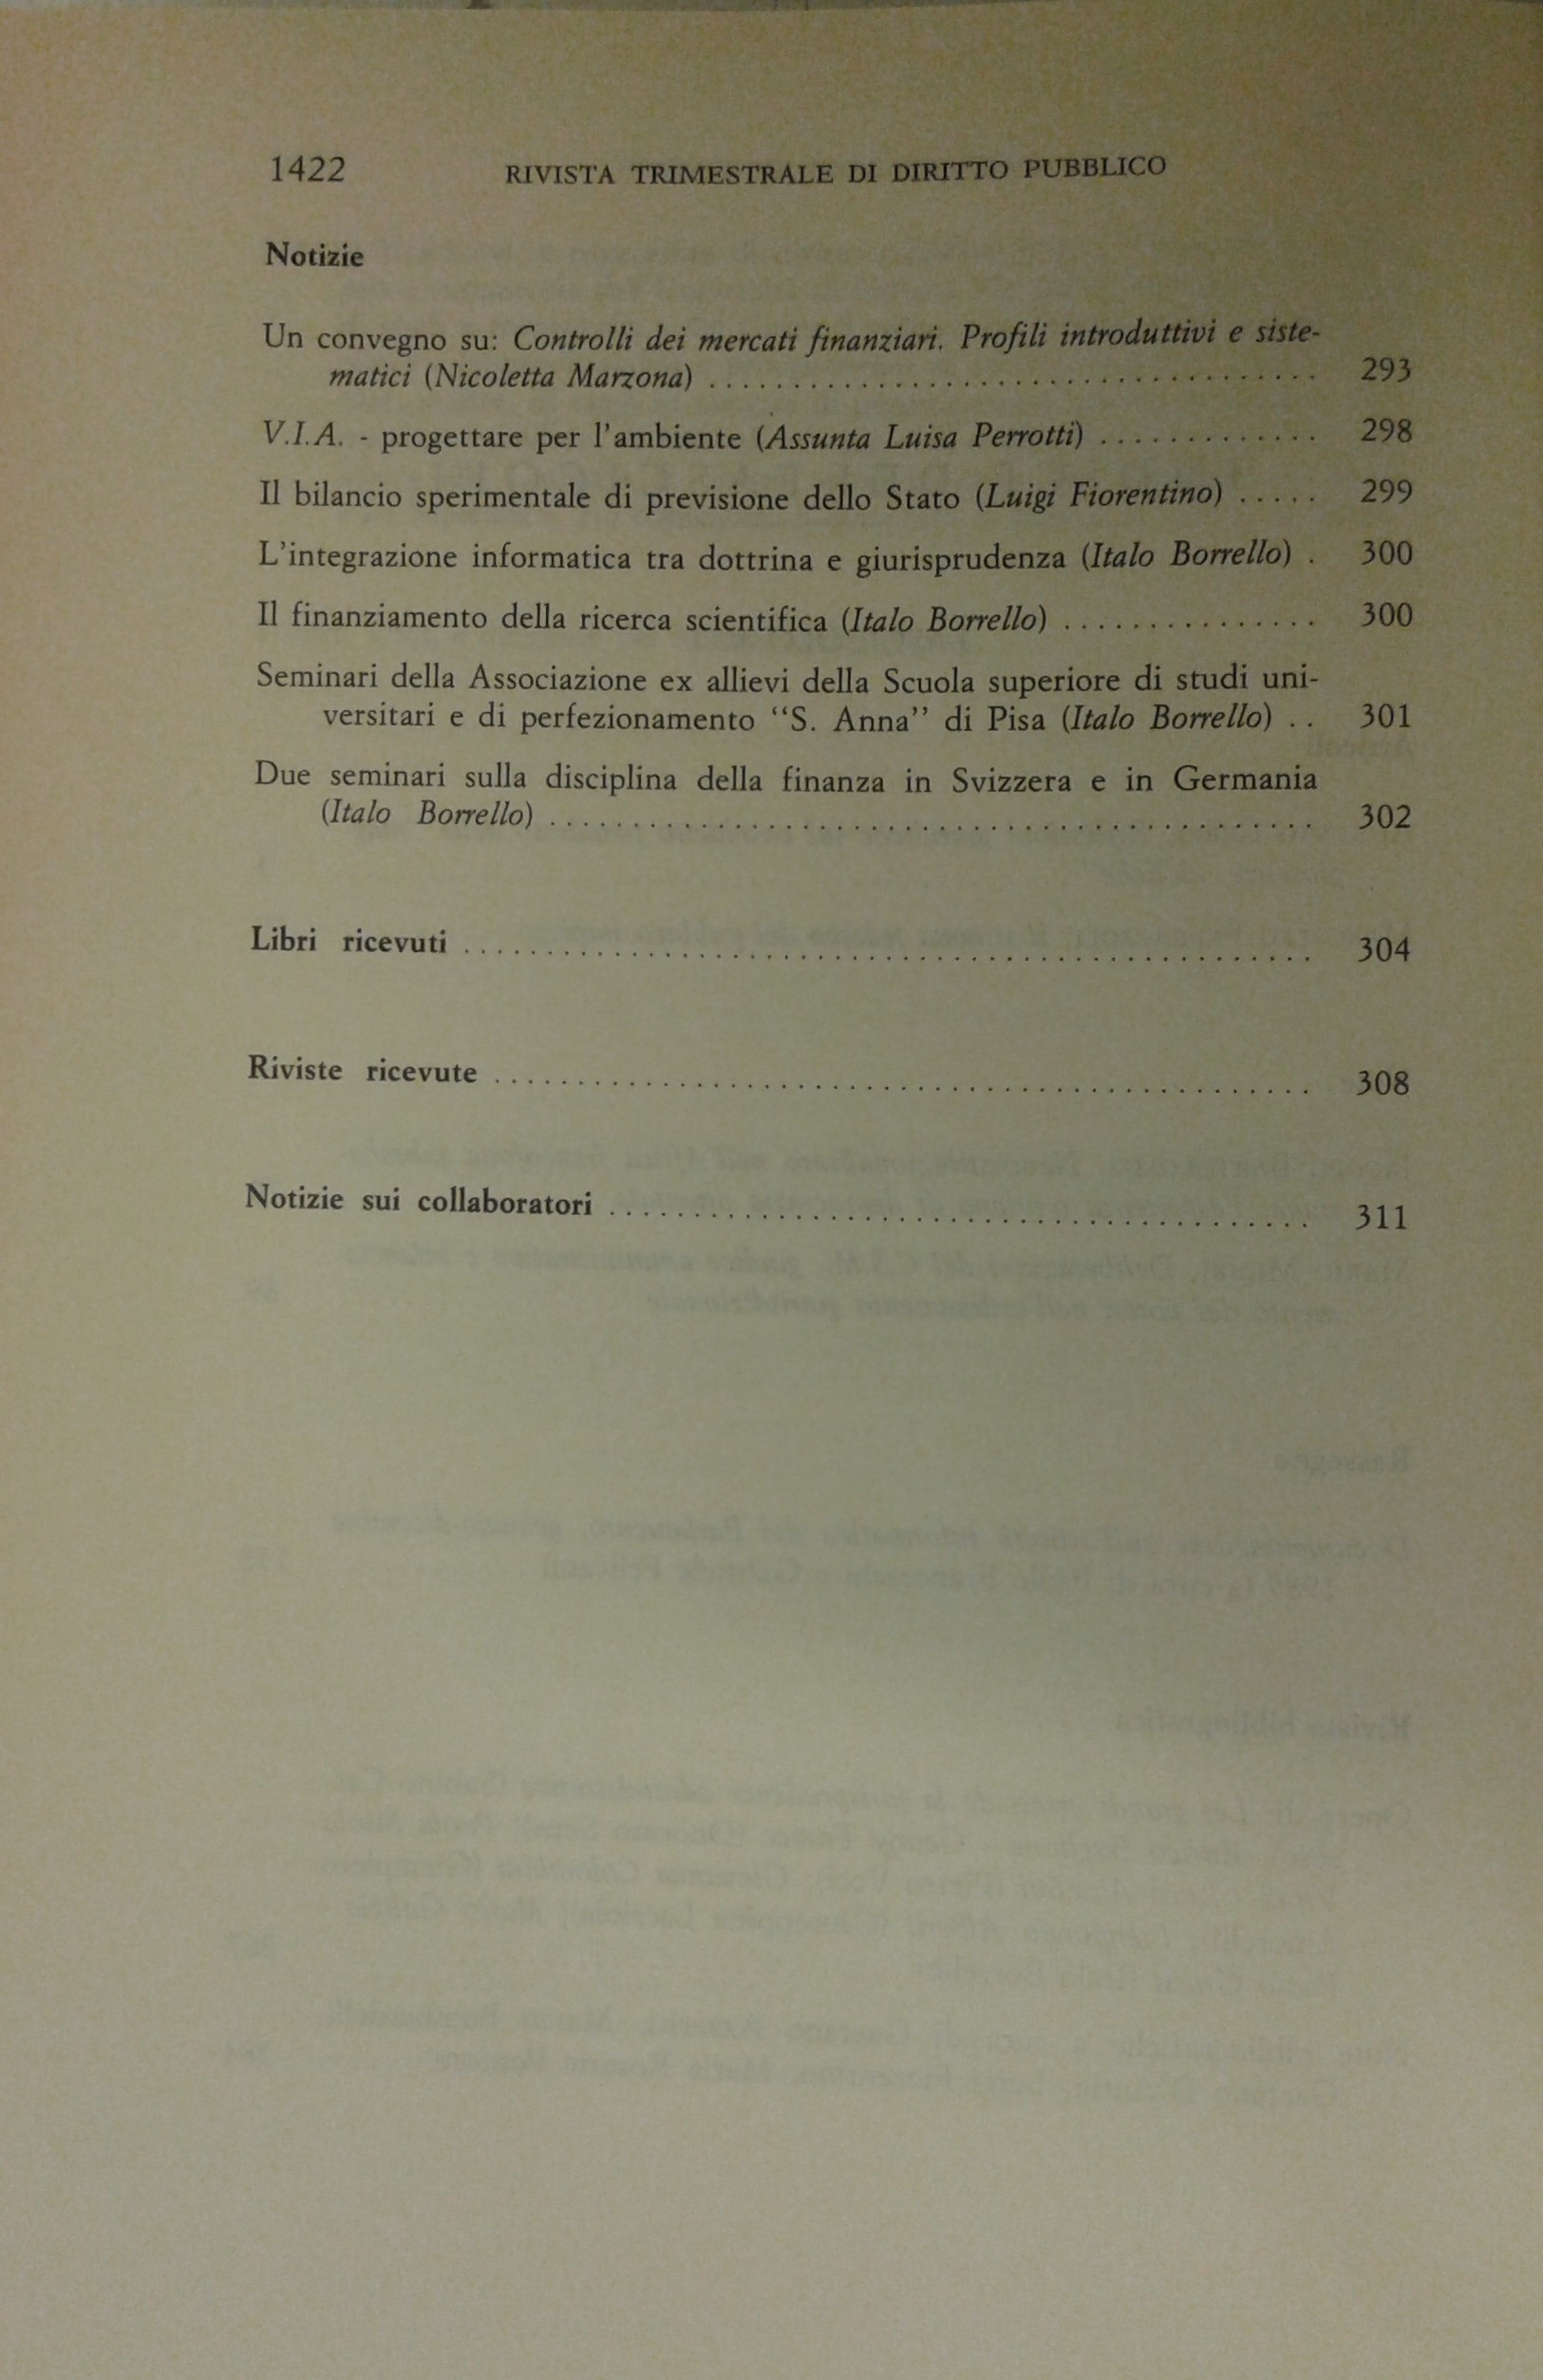 1422 RIVISTA TRIMESTRALE DI DIRITTO PUBBLICO
Notizie
Un convegno su: Controlli dei mercati finanziari. Profili introduttivi e siste-
matici (Nicoletta Marzona) . . . . . . . . . . . . . . . . . . . . . . . . . . . . . . . . . . . . 293
V.I.A. - progettare per l'ambiente (Assunta Luisa Perrotti) . . . . . . . . . . . . . 298
Il bilancio sperimentale di previsione dello Stato (Luigi Fiorentino) . . . . . 299
L'integrazione informatica tra dottrina e giurisprudenza (Italo Borrello) . 300
Il finanziamento della ricerca scientifica (Italo Borrello) . . . . . . . . . . . . . . . 300
Seminari della Associazione ex allievi della Scuola superiore di studi uni-
versitari e di perfezionamento “S. Anna” di Pisa (Italo Borrello) . . 301
Due seminari sulla disciplina della finanza in Svizzera e in Germania
(Italo Borrello) . . . . . . . . . . . . . . . . . . . . . . . . . . . . . . . . . . . . . . . . . . . . . 302
Libri ricevuti . . . . . . . . . . . . . . . . . . . . . . . . . . . . . . . . . . . . . . . . . . . . . . . . . . 304
Riviste ricevute . . . . . . . . . . . . . . . . . . . . . . . . . . . . . . . . . . . . . . . . . . . . . . . . 308
Notizie sui collaboratori . . . . . . . . . . . . . . . . . . . . . . . . . . . . . . . . . . . . . . . . . 311